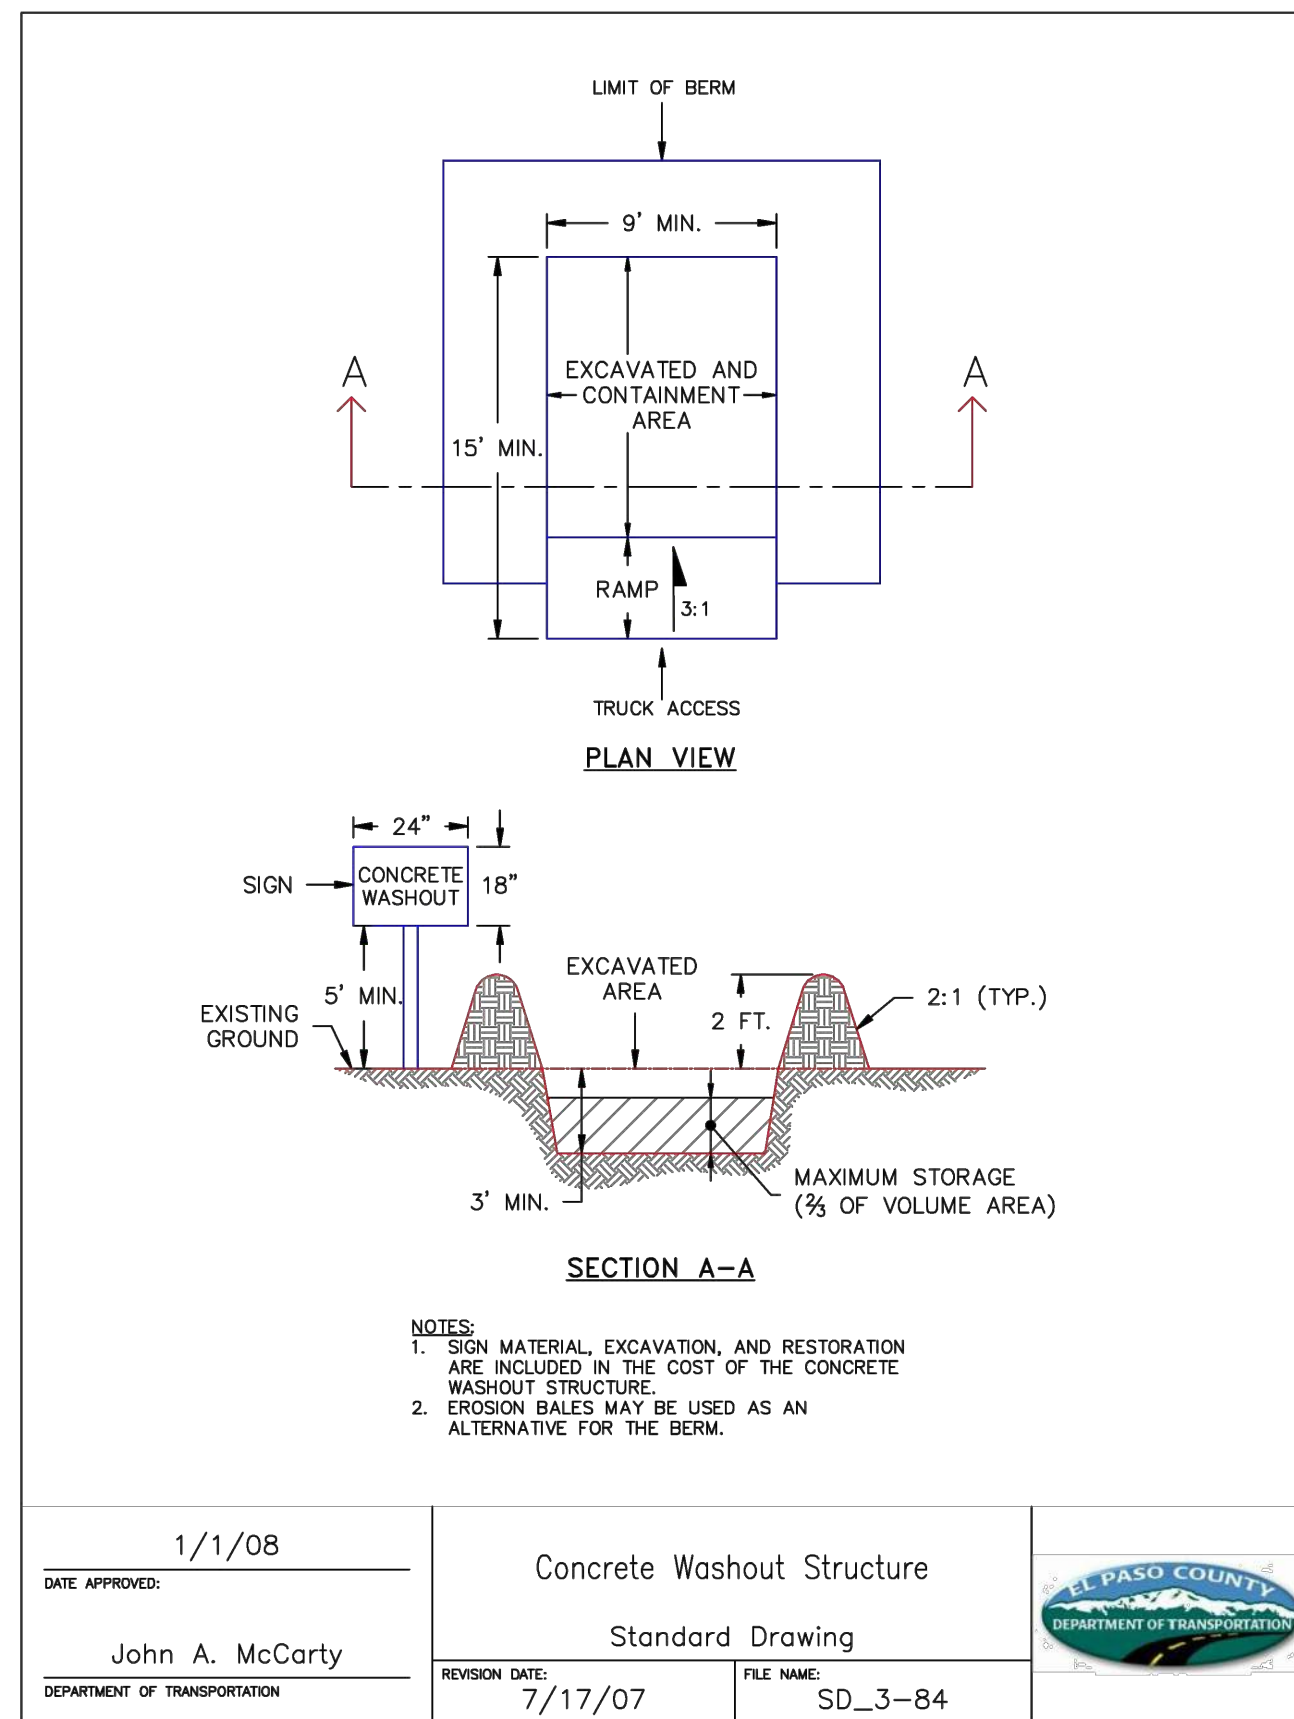 LIMIT OF BERM
9' MIN.
A
A
EXCAVATED AND
CONTAINMENT
AREA
15' MIN.
RAMP
3:1
TRUCK ACCESS
PLAN VIEW
24"
SIGN
CONCRETE
WASHOUT
18"
5' MIN.
EXISTING
GROUND
EXCAVATED
AREA
2 FT.
2:1 (TYP.)
3' MIN.
MAXIMUM STORAGE
(⅔ OF VOLUME AREA)
SECTION A-A
NOTES:
1. SIGN MATERIAL, EXCAVATION, AND RESTORATION
ARE INCLUDED IN THE COST OF THE CONCRETE
WASHOUT STRUCTURE.
2. EROSION BALES MAY BE USED AS AN
ALTERNATIVE FOR THE BERM.
1/1/08
DATE APPROVED:
John A. McCarty
DEPARTMENT OF TRANSPORTATION
Concrete Washout Structure
Standard Drawing
REVISION DATE:
7/17/07
FILE NAME:
SD_3-84
EL PASO COUNTY
DEPARTMENT OF TRANSPORTATION